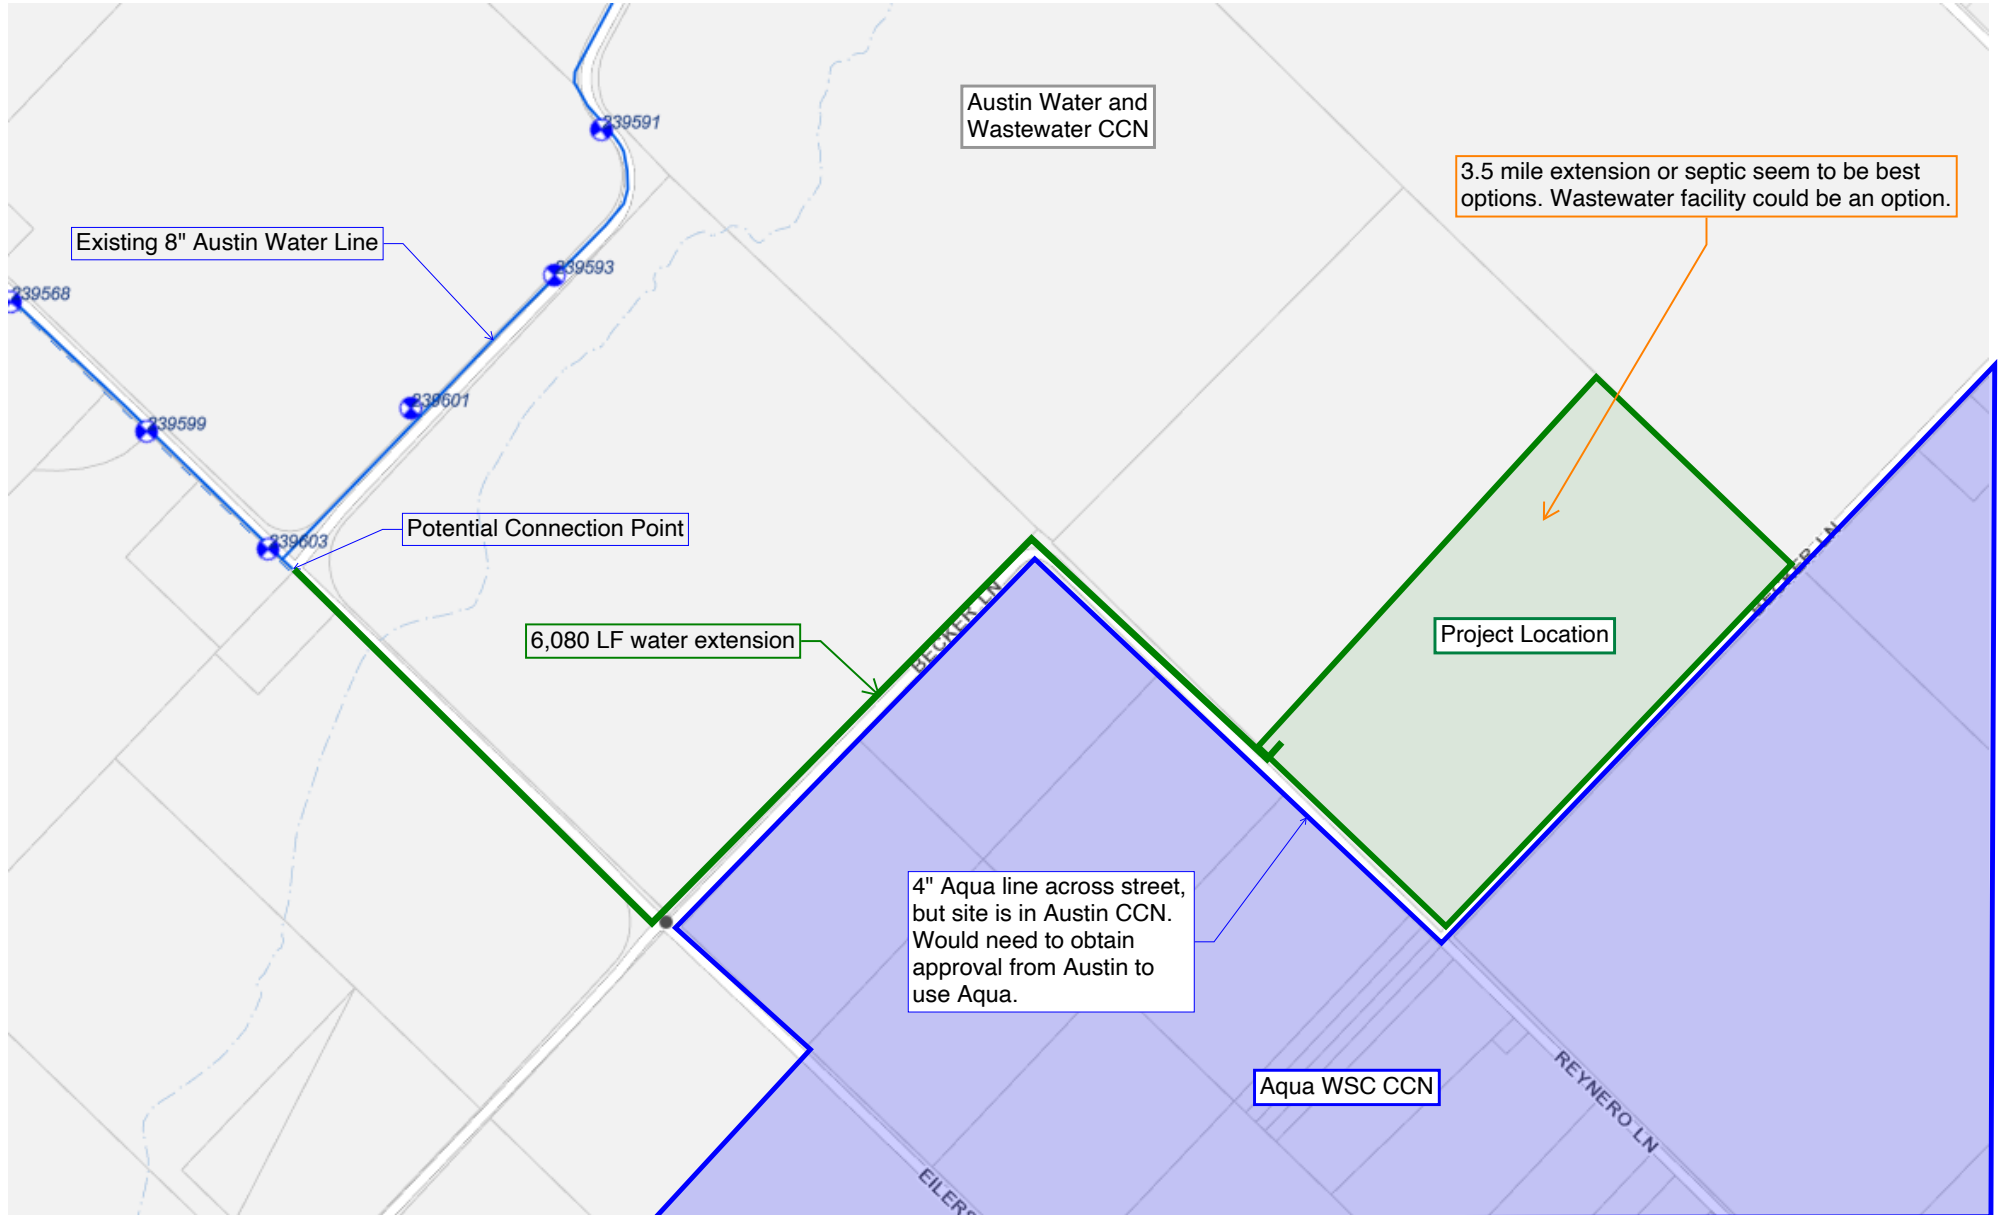 239591
Austin Water and
Wastewater CCN
3.5 mile extension or septic seem to be best
options. Wastewater facility could be an option.
Existing 8" Austin Water Line
239593
239568
239601
239599
Potential Connection Point
239603
BECKER LN
BECKER LN
6,080 LF water extension
Project Location
4" Aqua line across street,
but site is in Austin CCN.
Would need to obtain
approval from Austin to
use Aqua.
Aqua WSC CCN
REYNERO LN
EILERS